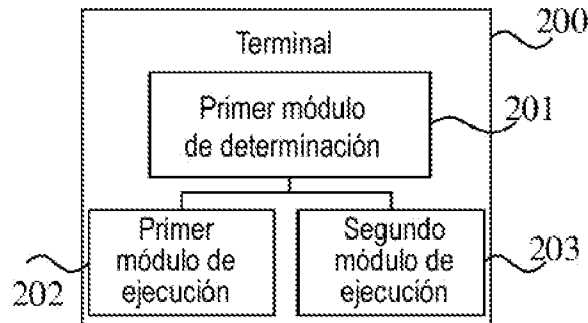 200
Terminal
Primer módulo
de determinación
201
Primer
módulo de
ejecución
202
Segundo
módulo de
ejecución
203